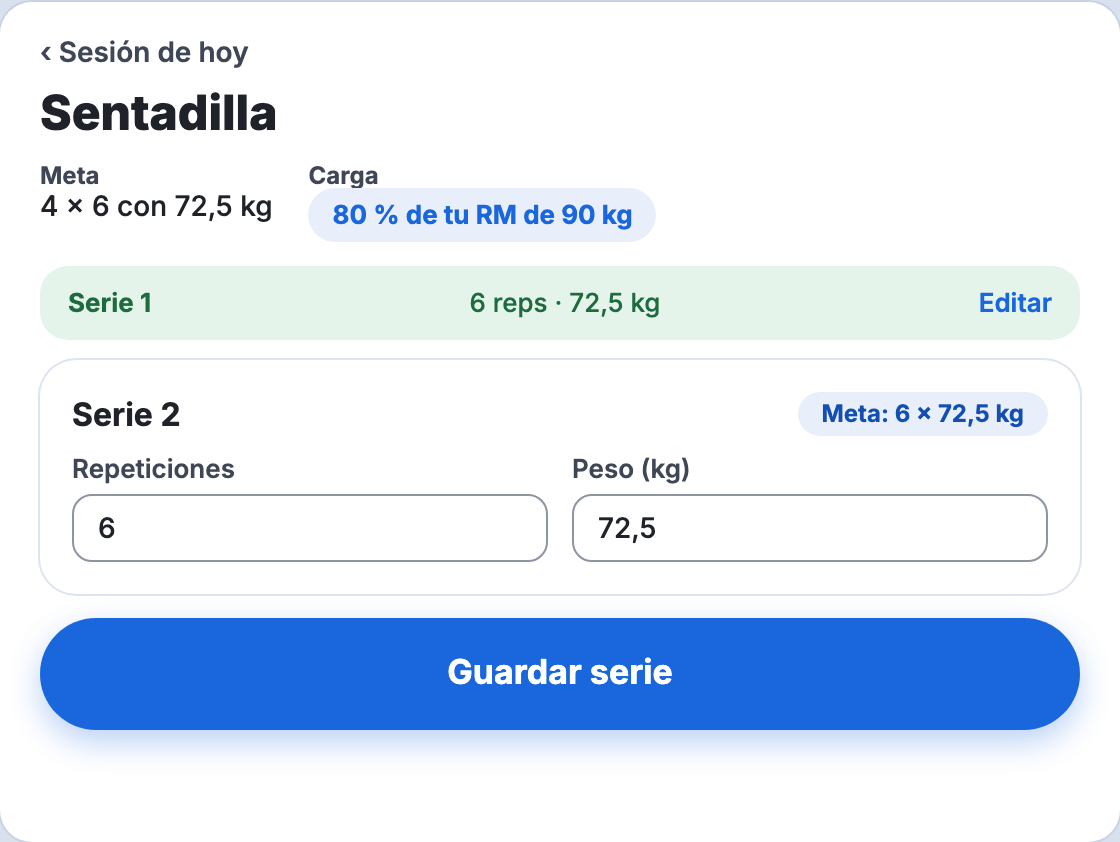 ‹ Sesión de hoy
Sentadilla
Meta
4 × 6 con 72,5 kg
Carga
80 % de tu RM de 90 kg
Serie 1
6 reps · 72,5 kg
Editar
Serie 2
Meta: 6 × 72,5 kg
Repeticiones
6
Peso (kg)
72,5
Guardar serie